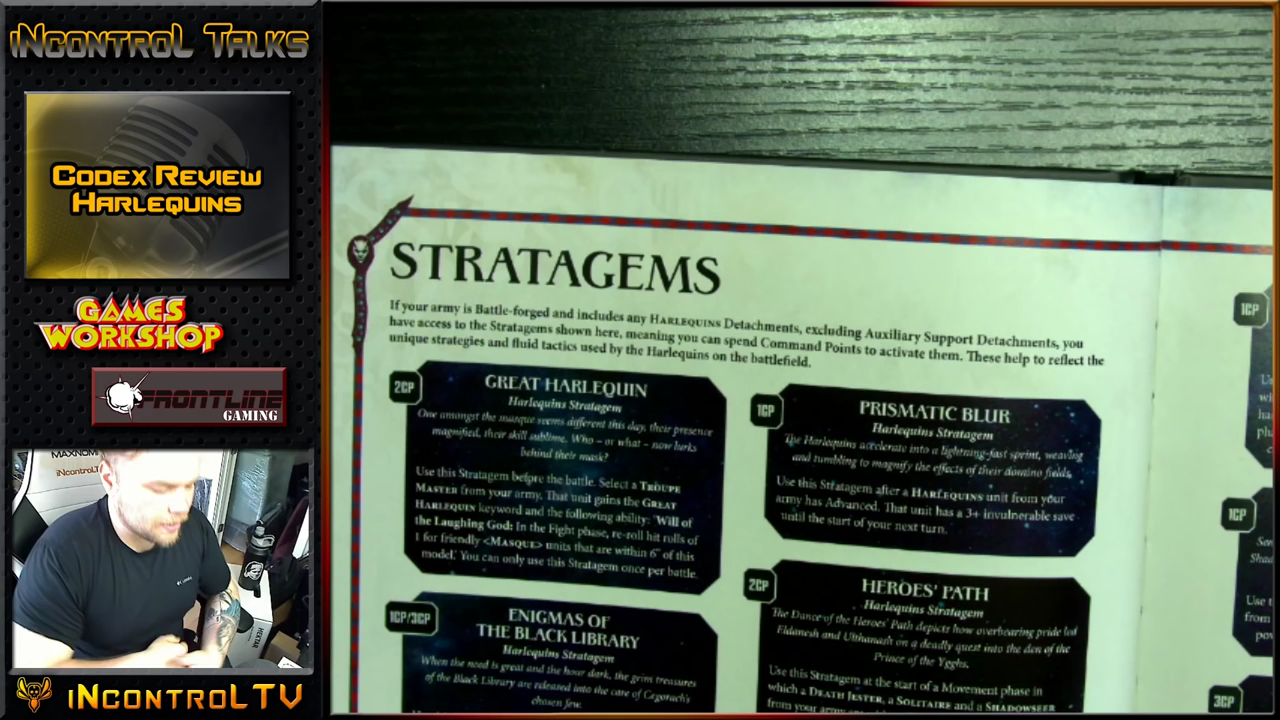 iNcontroL Talks
Codex Review
Harlequins
GAMES
WORKSHOP
FRONTLINE
GAMING
MAXNOM
iNcontroLT
iNcontroLTV
STRATAGEMS
If your army is Battle-forged and includes any HARLEQUINS Detachments, excluding Auxiliary Support Detachments, you
have access to the Stratagems shown here, meaning you can spend Command Points to activate them. These help to reflect the
unique strategies and fluid tactics used by the Harlequins on the battlefield.
2CP
GREAT HARLEQUIN
Harlequins Stratagem
One amongst the masque seems different this day, their presence
magnified, their skill sublime. Who – or what – now lurks
behind their mask?
Use this Stratagem before the battle. Select a TROUPE
MASTER from your army. That unit gains the GREAT
HARLEQUIN keyword and the following ability: 'Will of
the Laughing God: In the Fight phase, re-roll hit rolls of
1 for friendly <MASQUE> units that are within 6" of this
model.' You can only use this Stratagem once per battle.
1CP/3CP
ENIGMAS OF
THE BLACK LIBRARY
Harlequins Stratagem
When the need is great and the hour dark, the grim treasures
of the Black Library are released into the care of Cegorach's
chosen few.
1CP
PRISMATIC BLUR
Harlequins Stratagem
The Harlequins accelerate into a lightning-fast sprint, weaving
and tumbling to magnify the effects of their domino fields.
Use this Stratagem after a HARLEQUINS unit from your
army has Advanced. That unit has a 3+ invulnerable save
until the start of your next turn.
2CP
HEROES' PATH
Harlequins Stratagem
The Dance of the Heroes' Path depicts how overbearing pride led
Eldanesh and Ulthanash on a deadly quest into the den of the
Prince of the Ygghs.
Use this Stratagem at the start of a Movement phase in
which a DEATH JESTER, a SOLITAIRE and a SHADOWSEER
from your army
1CP
1CP
3CP